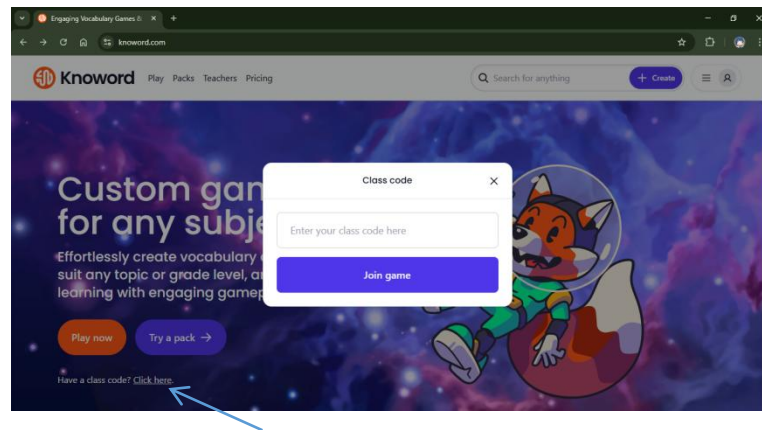 Engaging Vocabulary Games &
knoword.com
Knoword Play Packs Teachers Pricing Search for anything + Create
Class code
Enter your class code here
Join game
Custom gam
for any subje
Effortlessly create vocabulary
suit any topic or grade level, a
learning with engaging gamep
Play now Try a pack →
Have a class code? Click here.